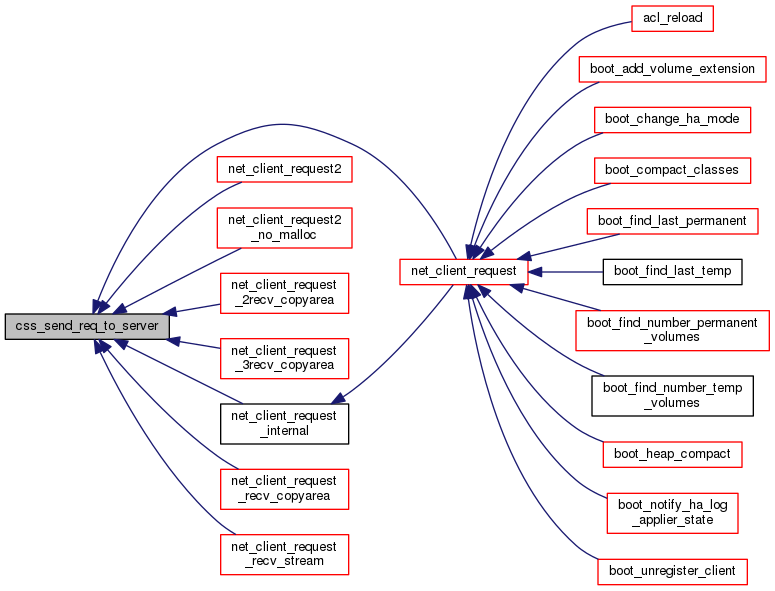 acl_reload
boot_add_volume_extension
boot_change_ha_mode
boot_compact_classes
boot_find_last_permanent
boot_find_last_temp
boot_find_number_permanent
_volumes
boot_find_number_temp
_volumes
boot_heap_compact
boot_notify_ha_log
_applier_state
boot_unregister_client
net_client_request
net_client_request2
net_client_request2
_no_malloc
net_client_request
_2recv_copyarea
net_client_request
_3recv_copyarea
net_client_request
_internal
net_client_request
_recv_copyarea
net_client_request
_recv_stream
css_send_req_to_server